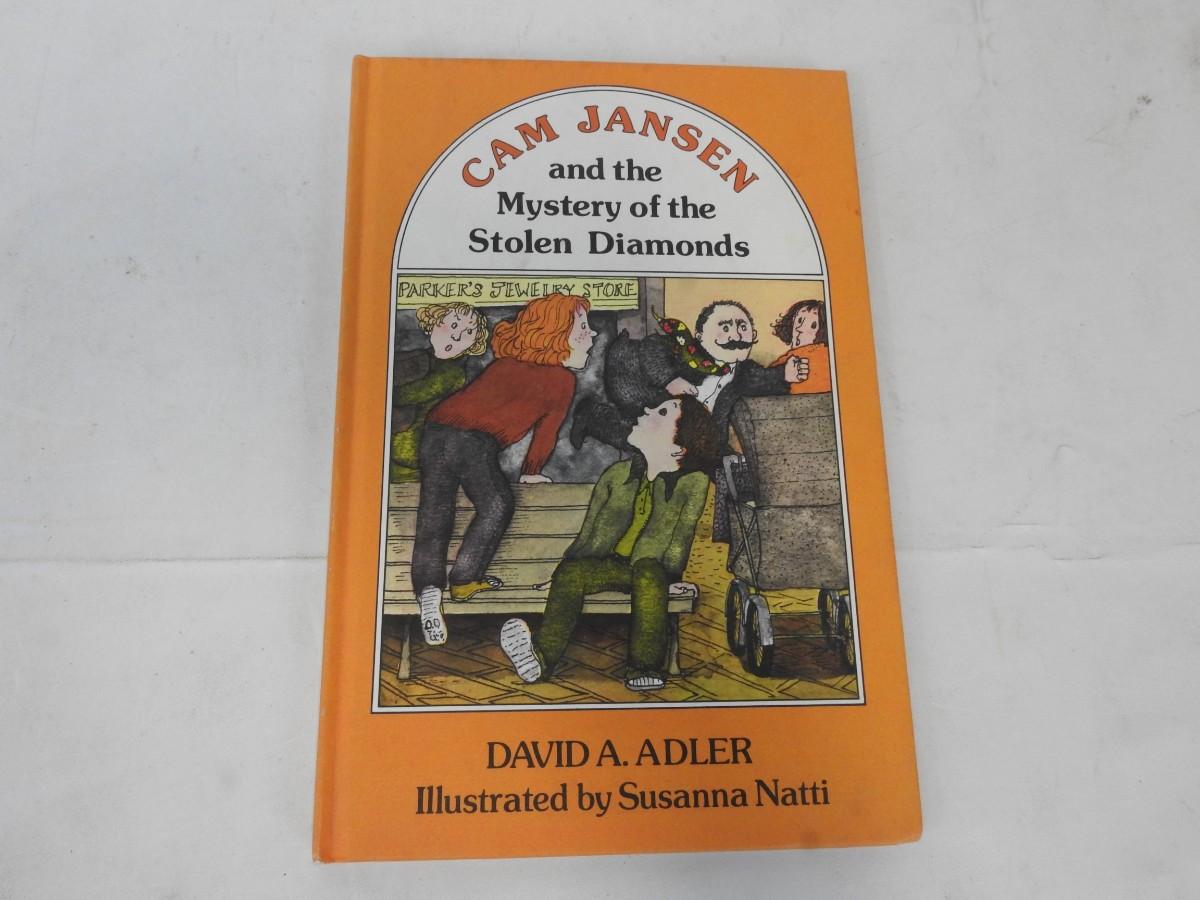 CAM JANSEN
and the
Mystery of the
Stolen Diamonds
PARKER'S JEWELRY STORE
DAVID A. ADLER
Illustrated by Susanna Natti